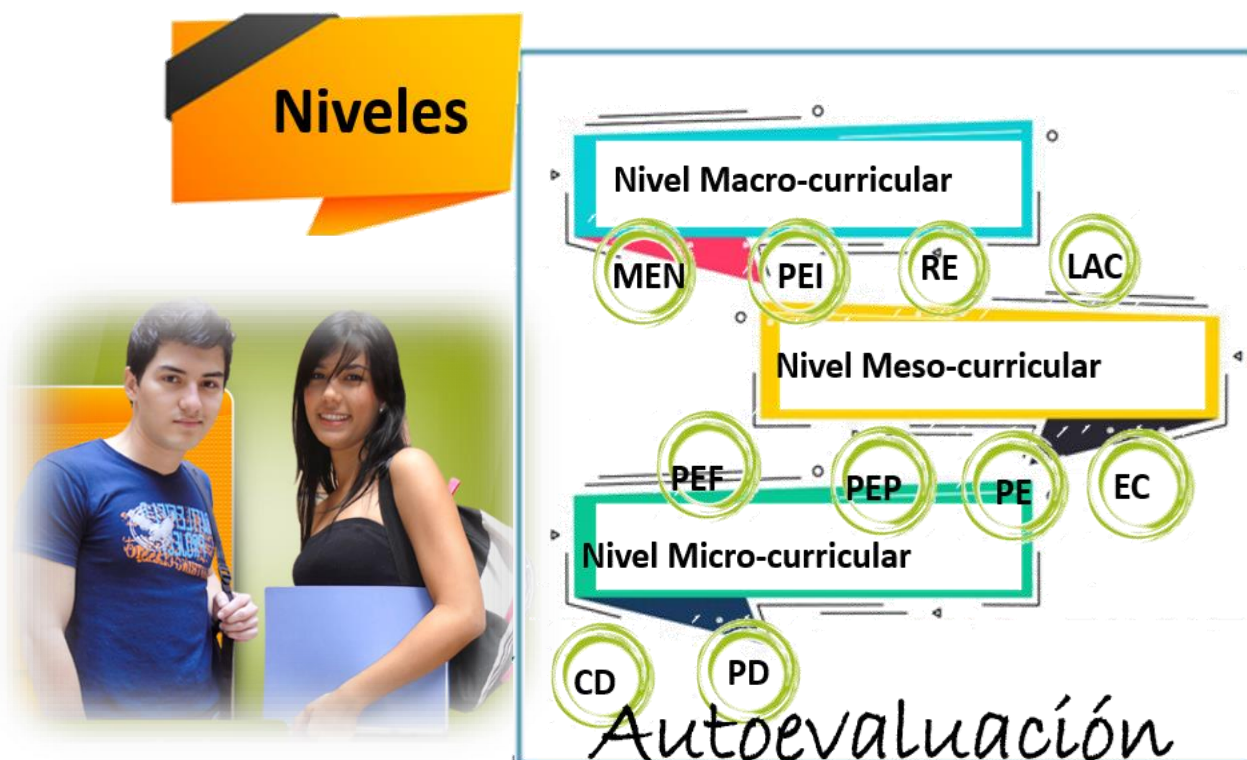 Niveles
Nivel Macro-curricular
MEN PEI RE LAC
Nivel Meso-curricular
PEF PEP PE EC
Nivel Micro-curricular
CD PD
Autoevaluación